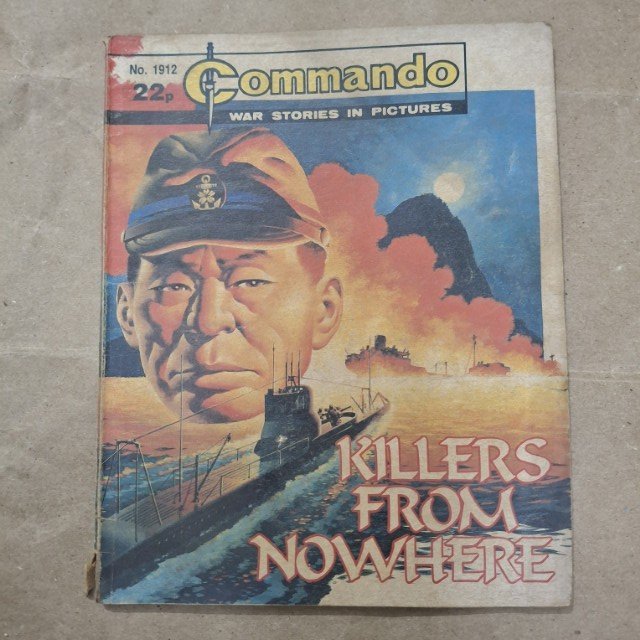 No. 1912
22p
Commando
WAR STORIES IN PICTURES
KILLERS
FROM
NOWHERE